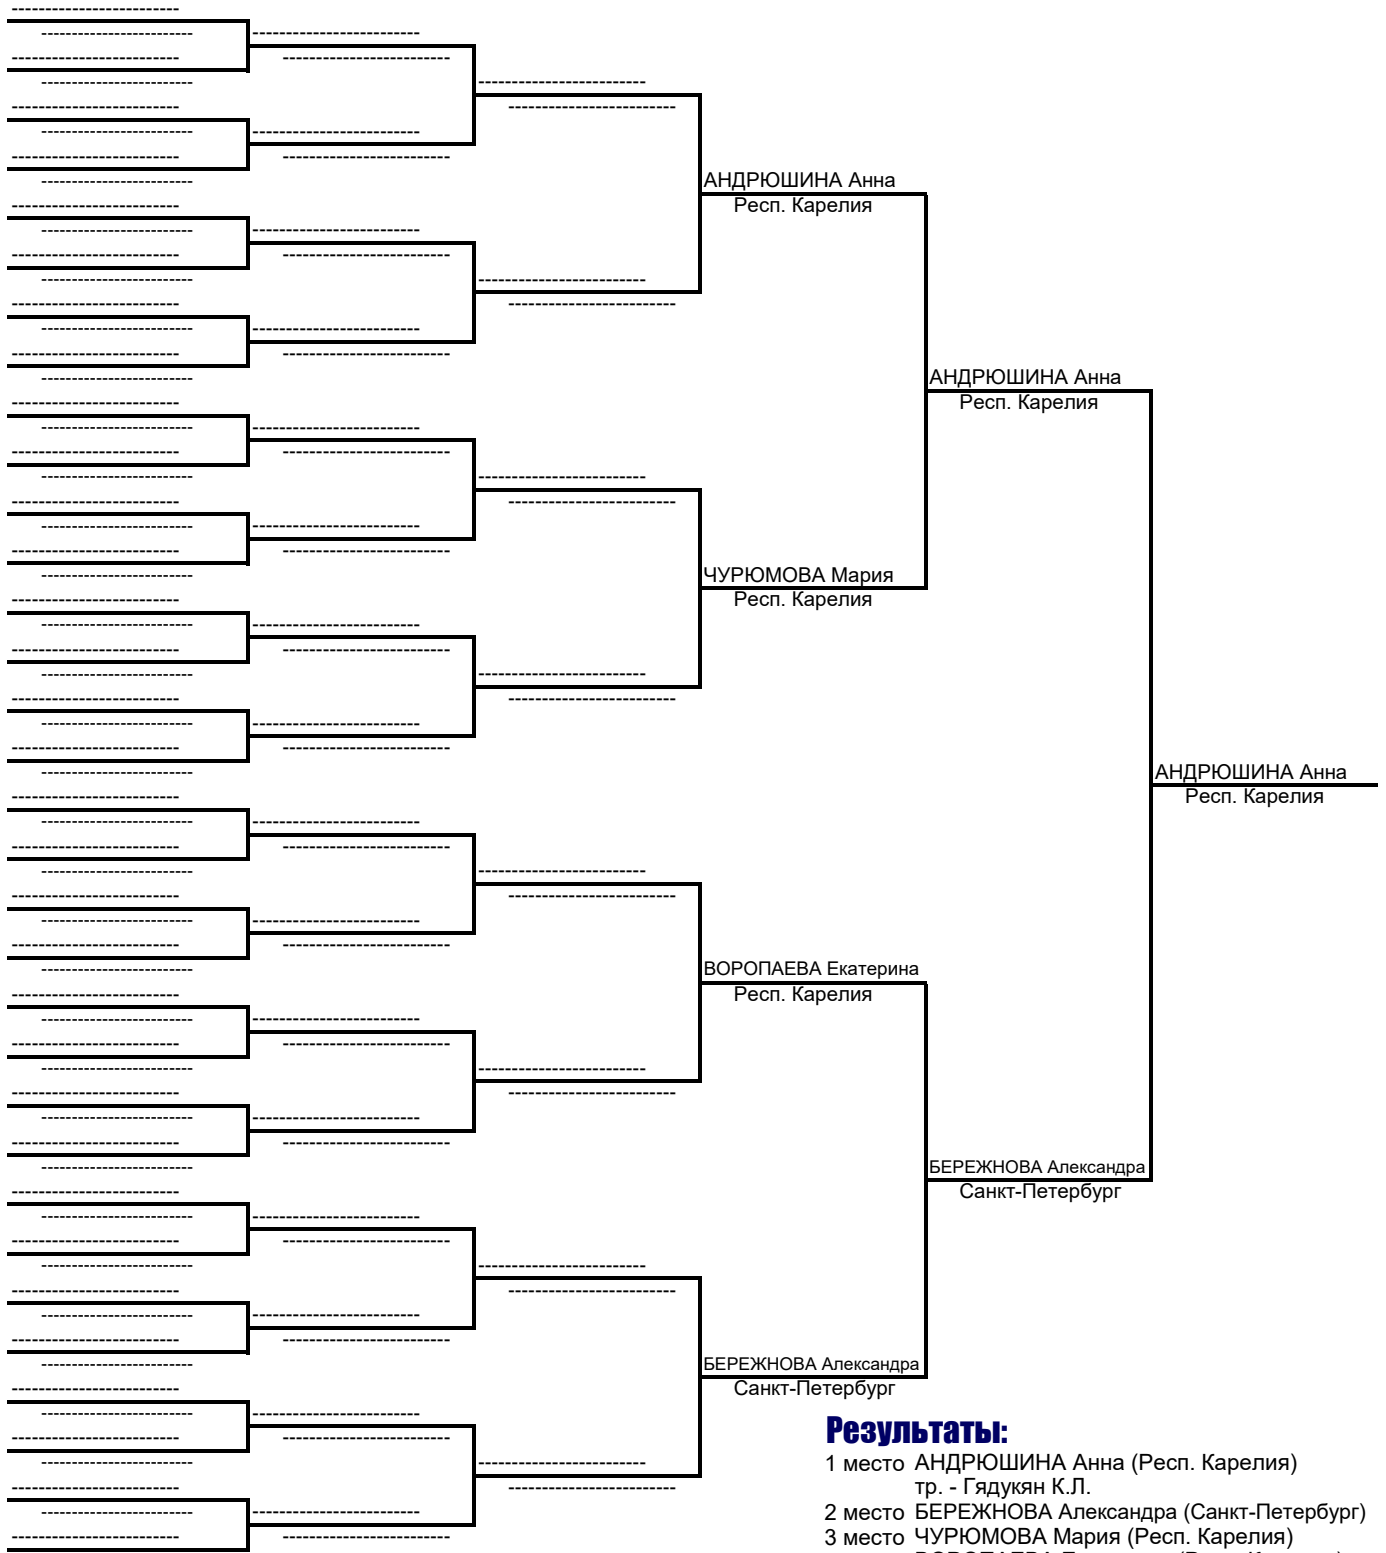 АНДРЮШИНА Анна
Респ. Карелия
АНДРЮШИНА Анна
Респ. Карелия
ЧУРЮМОВА Мария
Респ. Карелия
АНДРЮШИНА Анна
Респ. Карелия
ВОРОПАЕВА Екатерина
Респ. Карелия
БЕРЕЖНОВА Александра
Санкт-Петербург
БЕРЕЖНОВА Александра
Санкт-Петербург
Результаты:
1 место АНДРЮШИНА Анна (Респ. Карелия)
тр. - Гядукян К.Л.
2 место БЕРЕЖНОВА Александра (Санкт-Петербург)
3 место ЧУРЮМОВА Мария (Респ. Карелия)